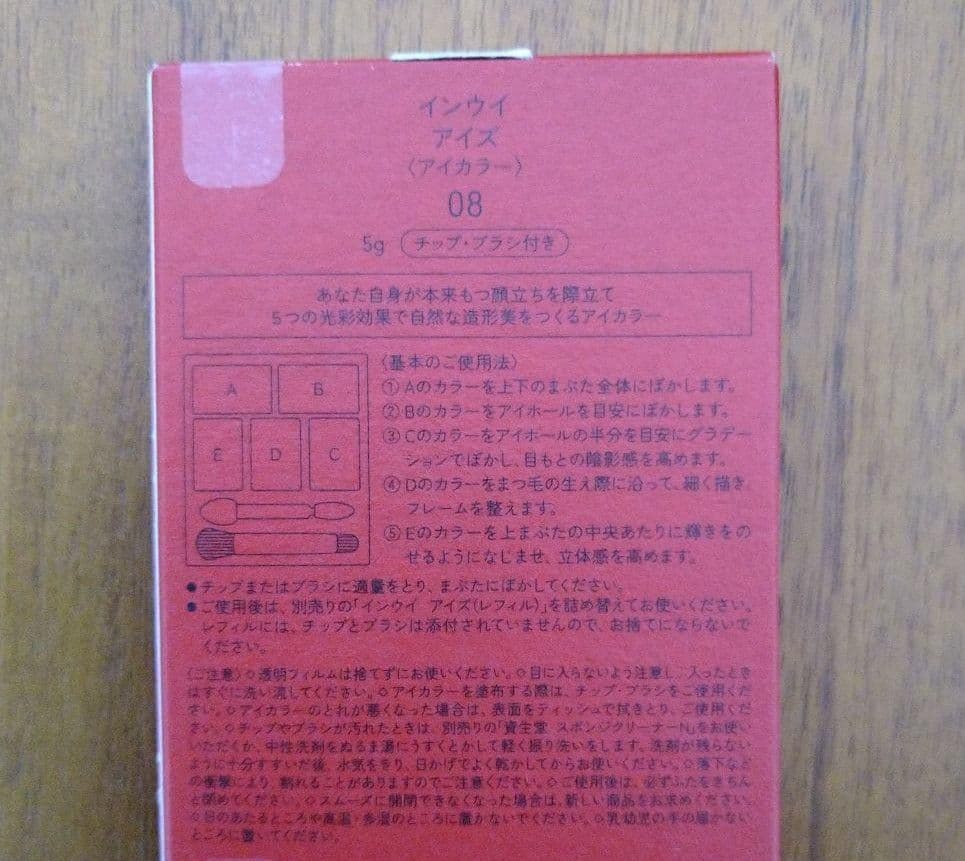 インウイ
アイズ
〈アイカラー〉
08
5g チップ・ブラシ付き
あなた自身が本来もつ顔立ちを際立て
5つの光彩効果で自然な造形美をつくるアイカラー
A B
E D C
〈基本のご使用法〉
①Aのカラーを上下のまぶた全体にぼかします。
②Bのカラーをアイホールを目安にぼかします。
③Cのカラーをアイホールの半分を目安にグラデー
ションでぼかし、目もとの陰影感を高めます。
④Dのカラーをまつ毛の生え際に沿って、細く描き
フレームを整えます。
⑤Eのカラーを上まぶたの中央あたりに輝きをの
せるようになじませ、立体感を高めます。
●チップまたはブラシに適量をとり、まぶたにぼかしてください。
●ご使用後は、別売りの「インウイ アイズ(レフィル)」を詰め替えてお使いください。
レフィルには、チップとブラシは添付されていませんので、お捨てにならないで
ください。
〈ご注意〉◇透明フィルムは捨てずにお使いください。◇目に入らないよう注意し、入ったとき
はすぐに洗い流してください。◇アイカラーを塗布する際は、チップ・ブラシをご使用くだ
さい。◇アイカラーのとれが悪くなった場合は、表面をティッシュで拭きとり、ご使用くだ
さい。◇チップやブラシが汚れたときは、別売りの「資生堂 スポンジクリーナーN」をお使い
いただくか、中性洗剤をぬるま湯にうすくとかして軽く振り洗いをします。洗剤が残らない
ように十分すすいだ後、水気をきり、日かげでよく乾かしてからお使いください。◇落下など
の衝撃により、割れることがありますのでご注意ください。◇ご使用後は、必ずふたをきちん
と閉めてください。◇スムーズに開閉できなくなった場合は、新しい商品をお求めください。
◇日のあたるところや高温・多湿のところに置かないでください。◇乳幼児の手の届かない
ところに置いてください。